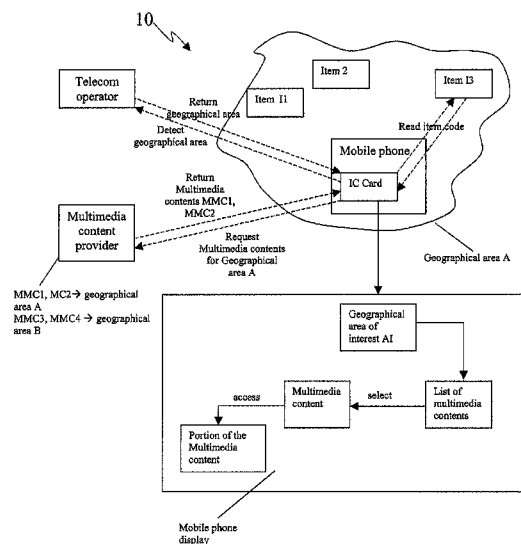 10
Telecom
operator
Item I1
Item 2
Item I3
Return
geographical area
Detect
geographical area
Read item code
Mobile phone
IC Card
Return
Multimedia
contents MMC1,
MMC2
Multimedia
content
provider
Request
Multimedia contents
for Geographical
area A
Geographical area A
MMC1, MC2→ geographical
area A
MMC3, MMC4 → geographical
area B
Geographical
area of
interest AI
access
Multimedia
content
select
List of
multimedia
contents
Portion of the
Multimedia
content
Mobile phone
display